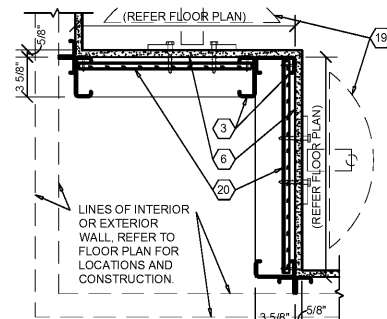 (REFER FLOOR PLAN)
19
5/8"
3 5/8"
3
6
20
(REFER FLOOR PLAN)
LINES OF INTERIOR
OR EXTERIOR
WALL, REFER TO
FLOOR PLAN FOR
LOCATIONS AND
CONSTRUCTION.
3 5/8"
5/8"